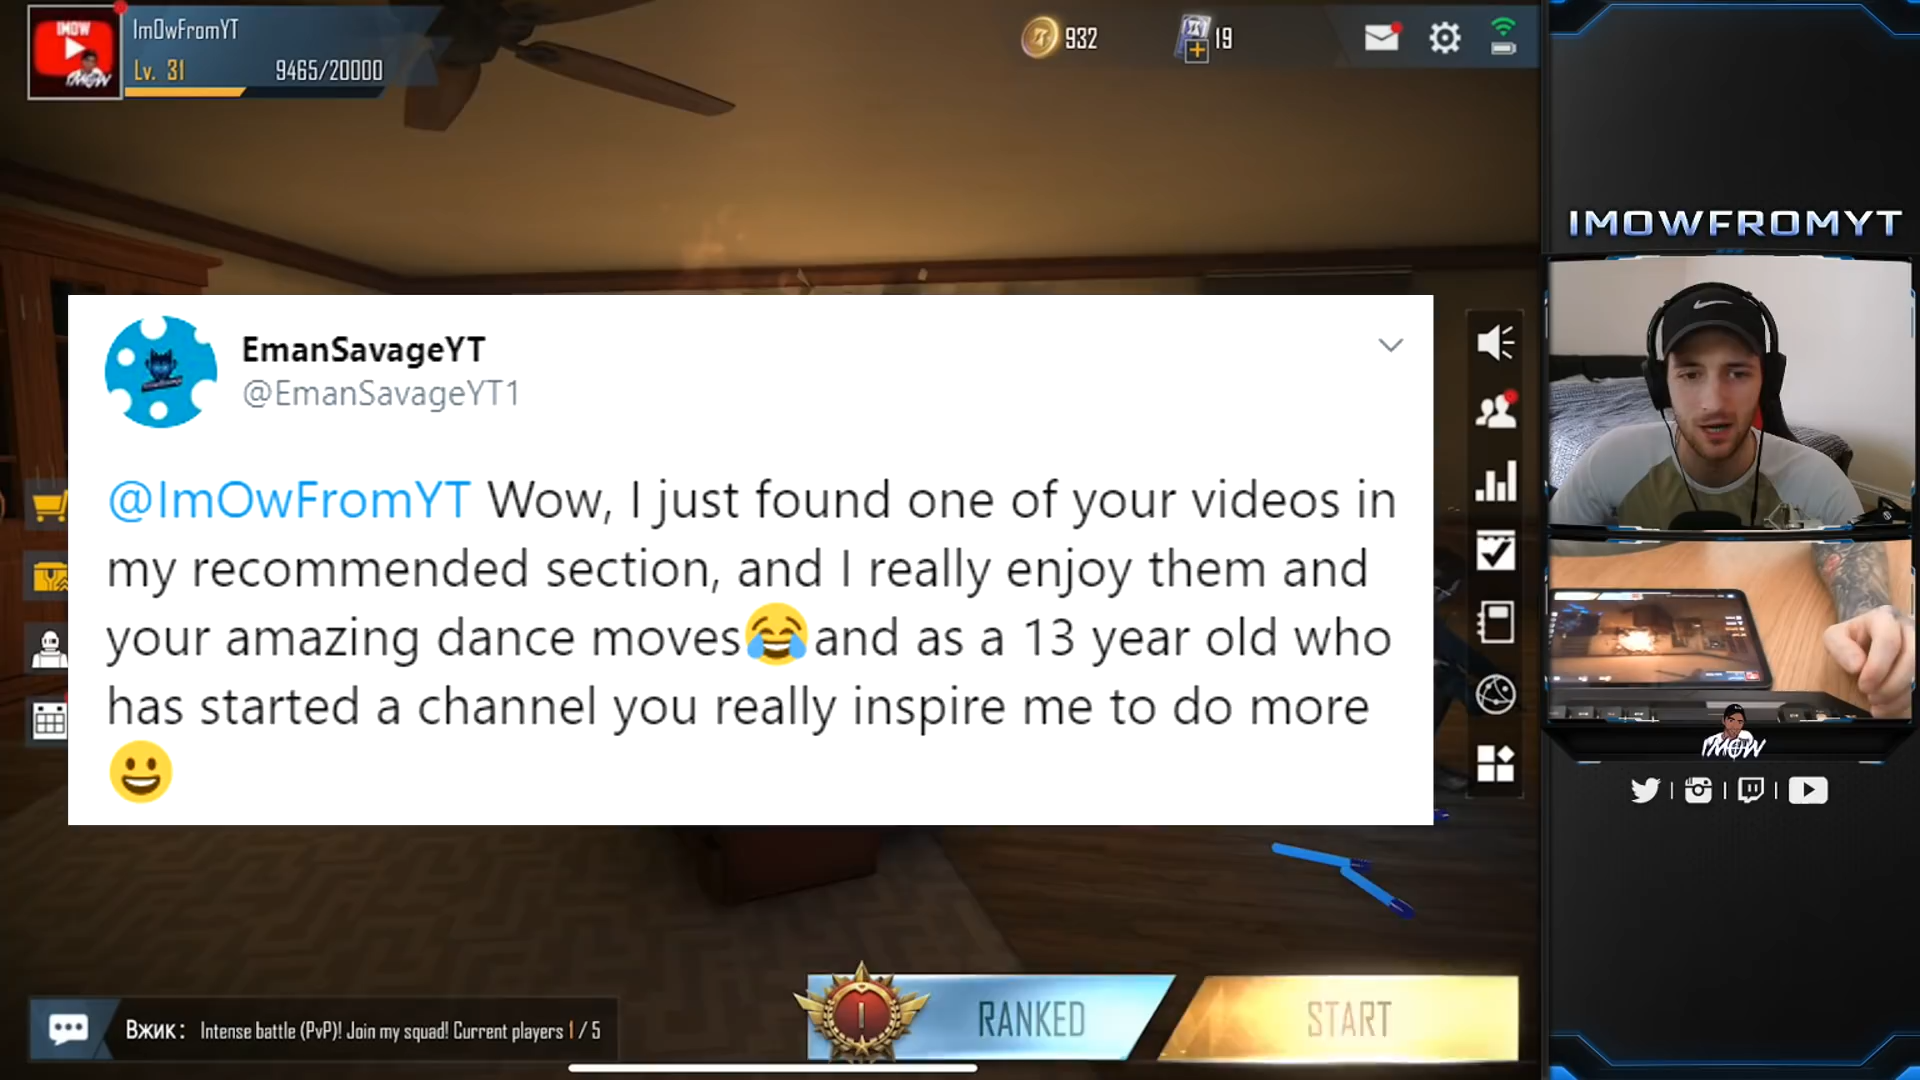 IMOW
IMOW
ImOwFromYT
Lv. 31
9465/20000
932
19
IMOWFROMYT
EmanSavageYT
@EmanSavageYT1
@ImOwFromYT Wow, I just found one of your videos in
my recommended section, and I really enjoy them and
your amazing dance moves😂and as a 13 year old who
has started a channel you really inspire me to do more
😃
IMOW
I
RANKED
START
Вжик: Intense battle (PvP)! Join my squad! Current players 1 / 5